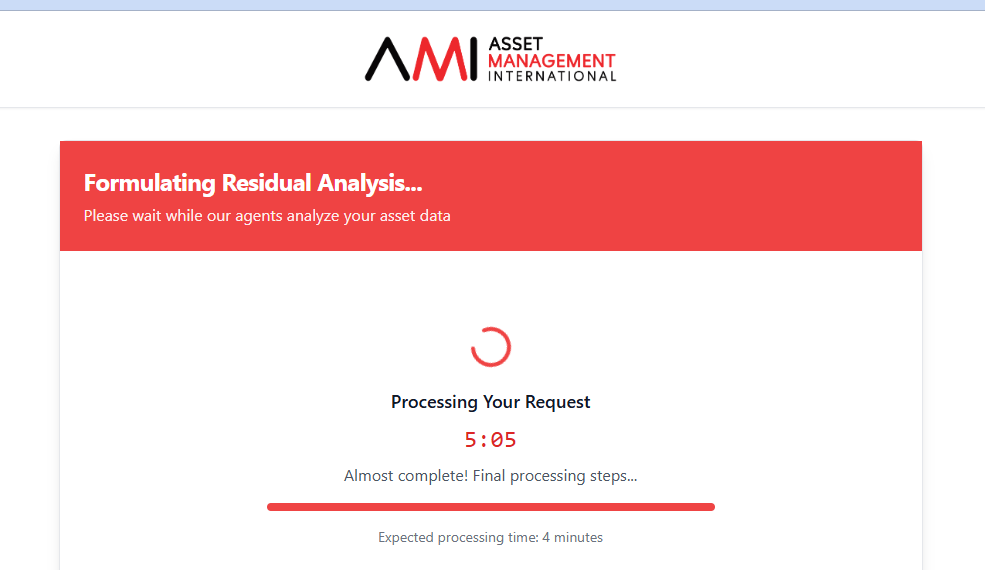 AMI ASSET
MANAGEMENT
INTERNATIONAL
Formulating Residual Analysis...
Please wait while our agents analyze your asset data
Processing Your Request
5:05
Almost complete! Final processing steps...
Expected processing time: 4 minutes